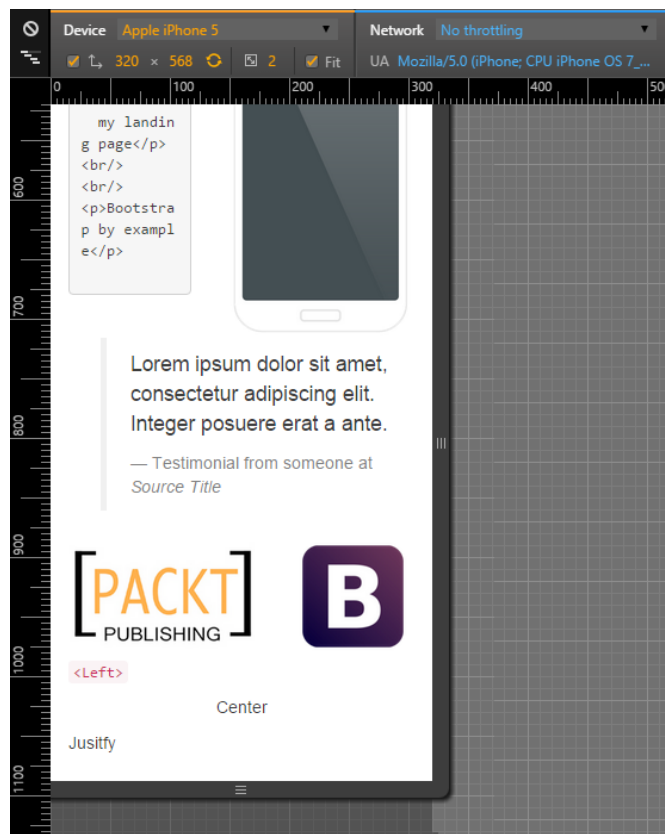 Device Apple iPhone 5 Network No throttling
320 × 568 2 Fit UA Mozilla/5.0 (iPhone; CPU iPhone OS 7_...
0 100 200 300 400 500
my landin
g page</p>
<br/>
<br/>
<p>Bootstra
p by exampl
e</p>
600
700
800
900
1000
1100
Lorem ipsum dolor sit amet,
consectetur adipiscing elit.
Integer posuere erat a ante.
— Testimonial from someone at
Source Title
[PACKT]
PUBLISHING
B
<Left>
Center
Jusitfy